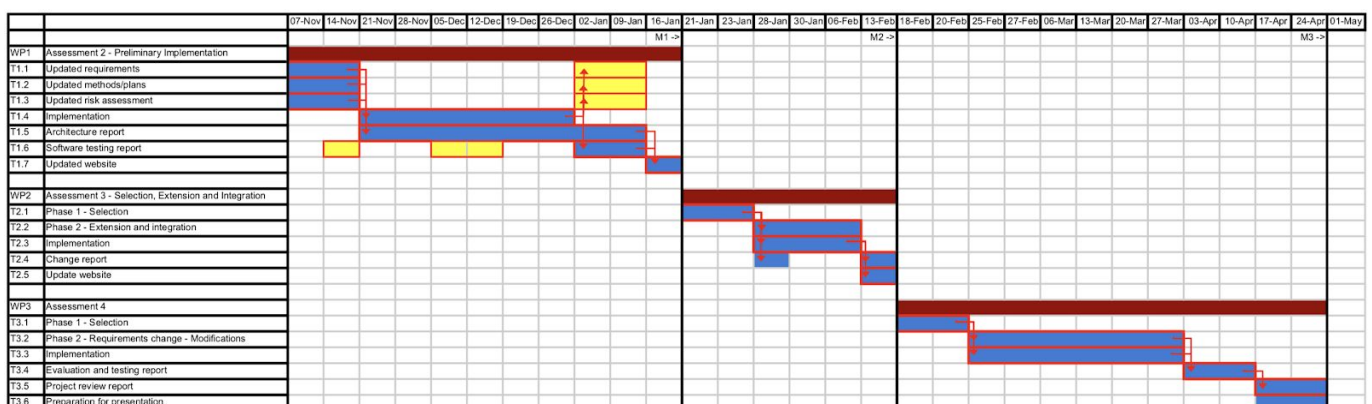 07-Nov 14-Nov 21-Nov 28-Nov 05-Dec 12-Dec 19-Dec 26-Dec 02-Jan 09-Jan 16-Jan 21-Jan 23-Jan 28-Jan 30-Jan 06-Feb 13-Feb 18-Feb 20-Feb 25-Feb 27-Feb 06-Mar 13-Mar 20-Mar 27-Mar 03-Apr 10-Apr 17-Apr 24-Apr 01-May
M1 -> M2 -> M3 ->
WP1 Assessment 2 - Preliminary Implementation
T1.1 Updated requirements
T1.2 Updated methods/plans
T1.3 Updated risk assessment
T1.4 Implementation
T1.5 Architecture report
T1.6 Software testing report
T1.7 Updated website
WP2 Assessment 3 - Selection, Extension and Integration
T2.1 Phase 1 - Selection
T2.2 Phase 2 - Extension and integration
T2.3 Implementation
T2.4 Change report
T2.5 Update website
WP3 Assessment 4
T3.1 Phase 1 - Selection
T3.2 Phase 2 - Requirements change - Modifications
T3.3 Implementation
T3.4 Evaluation and testing report
T3.5 Project review report
T3.6 Preparation for presentation